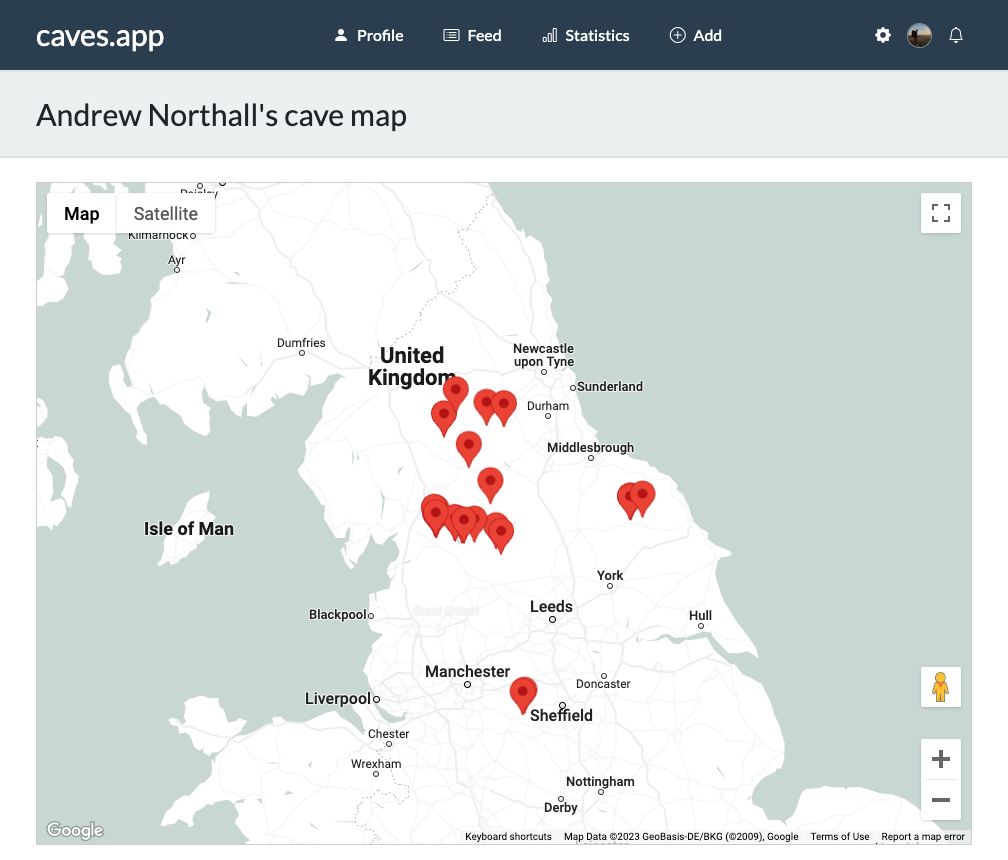 caves.app
Profile
Feed
Statistics
Add
Andrew Northall's cave map
Map
Satellite
Paisley
Kilmarnock
Ayr
Dumfries
United
Kingdom
Newcastle
upon Tyne
Sunderland
Durham
Middlesbrough
Isle of Man
York
Blackpool
Leeds
Hull
Manchester
Doncaster
Liverpool
Sheffield
Chester
Wrexham
Nottingham
Derby
Google
Keyboard shortcuts
Map Data ©2023 GeoBasis-DE/BKG (©2009), Google
Terms of Use
Report a map error